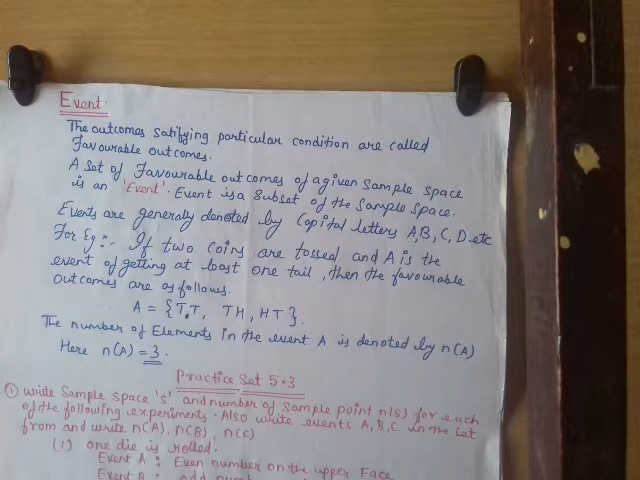 Event.
The outcomes satifying particular condition are called
favourable outcomes.
A set of favourable outcomes of a given sample space
is an 'Event'. Event is a subset of the sample space.
Events are generally denoted by Copital letters A,B,C,D etc
For Eg:- If two coins are tossed and A is the
event of getting at least one tail, then the favourable
outcomes are as follows.
A = {T,T, TH, HT}.
The number of Elements in the event A is denoted by n(A)
Here n(A) = 3.
Practice Set 5.3
① write Sample space 's' and number of sample point n(s) for each
of the following experiments. Also write events A, B, C in the set
from and write n(A), n(B), n(c)
(1) one die is rolled.
Event A : Even number on the upper Face
Event B : odd